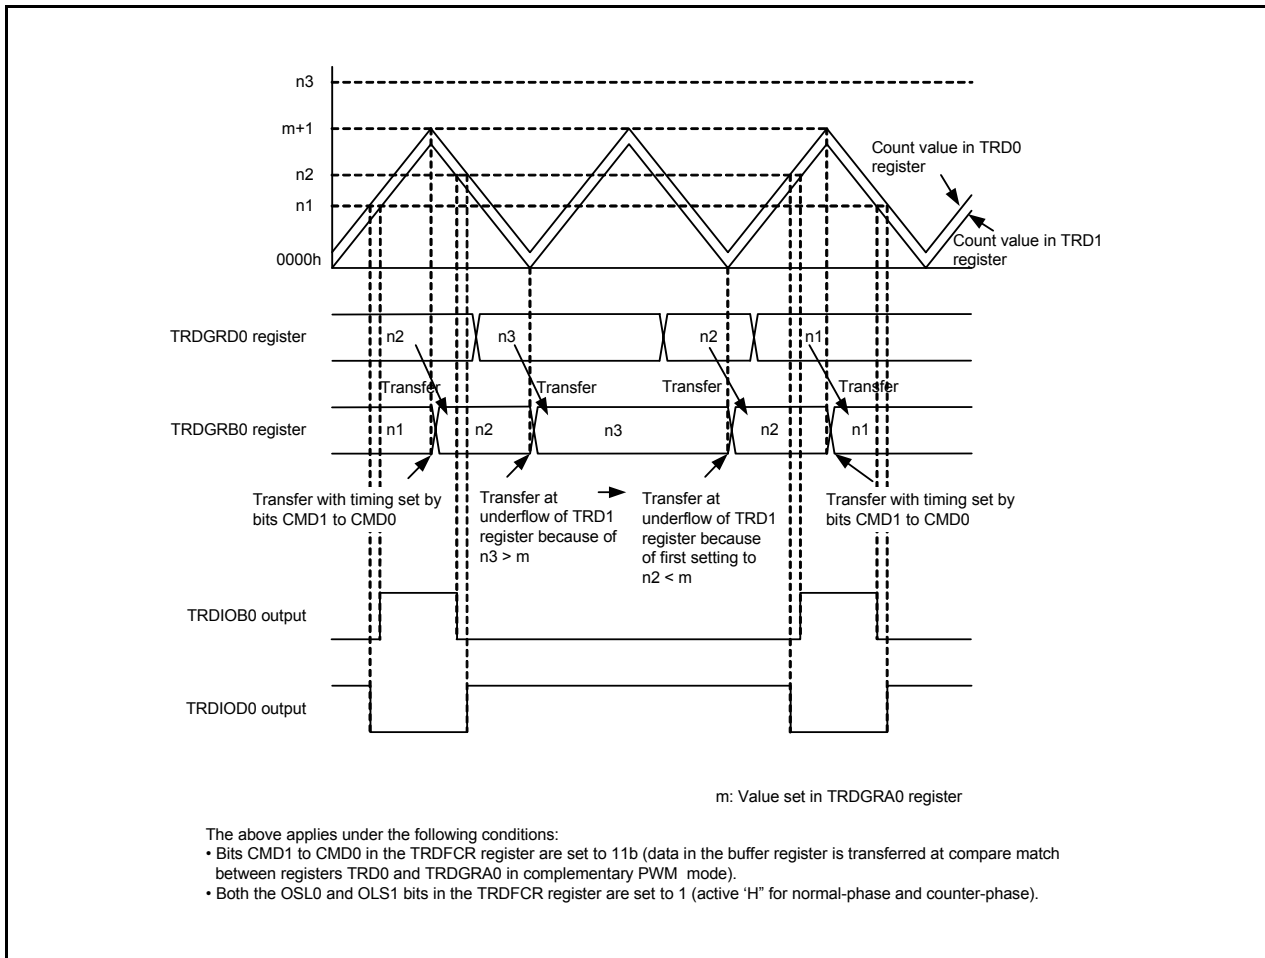 n3
m+1
n2
n1
0000h
Count value in TRD0
register
Count value in TRD1
register
TRDGRD0 register
n2
n3
n2
n1
Transfer
Transfer
Transfer
Transfer
TRDGRB0 register
n1
n2
n3
n2
n1
Transfer with timing set by
bits CMD1 to CMD0
Transfer at
underflow of TRD1
register because of
n3 > m
Transfer at
underflow of TRD1
register because
of first setting to
n2 < m
Transfer with timing set by
bits CMD1 to CMD0
TRDIOB0 output
TRDIOD0 output
m: Value set in TRDGRA0 register
The above applies under the following conditions:
• Bits CMD1 to CMD0 in the TRDFCR register are set to 11b (data in the buffer register is transferred at compare match
between registers TRD0 and TRDGRA0 in complementary PWM mode).
• Both the OSL0 and OLS1 bits in the TRDFCR register are set to 1 (active ‘H” for normal-phase and counter-phase).